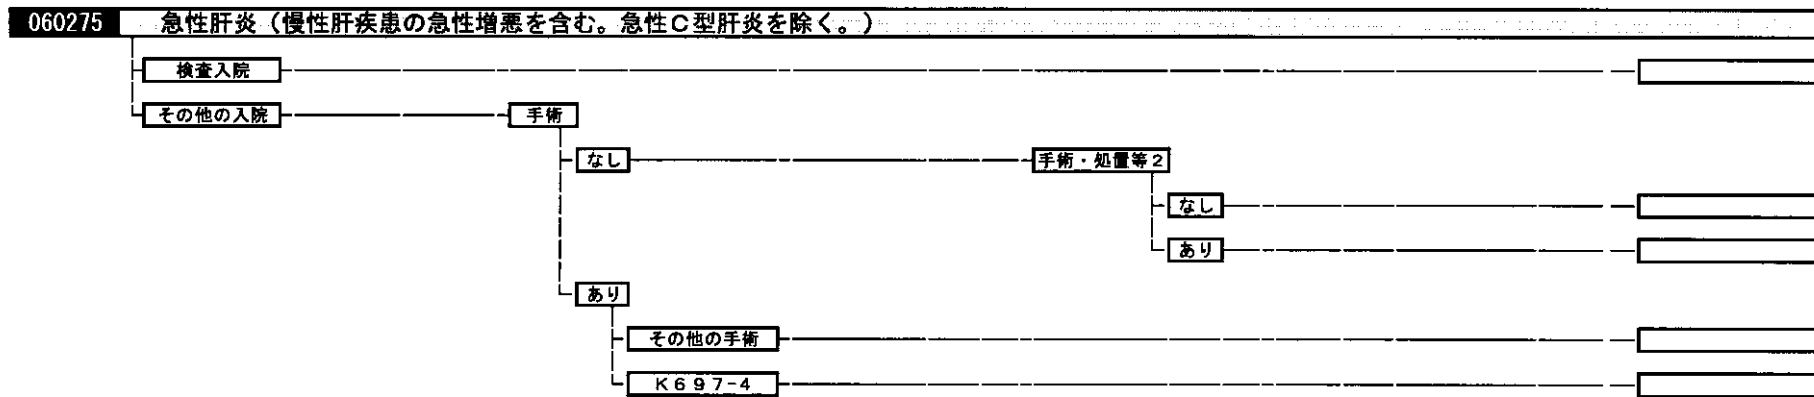 060275 急性肝炎（慢性肝疾患の急性増悪を含む。急性C型肝炎を除く。）
検査入院
その他の入院 手術
なし 手術・処置等2
なし
あり
あり
その他の手術
K697-4